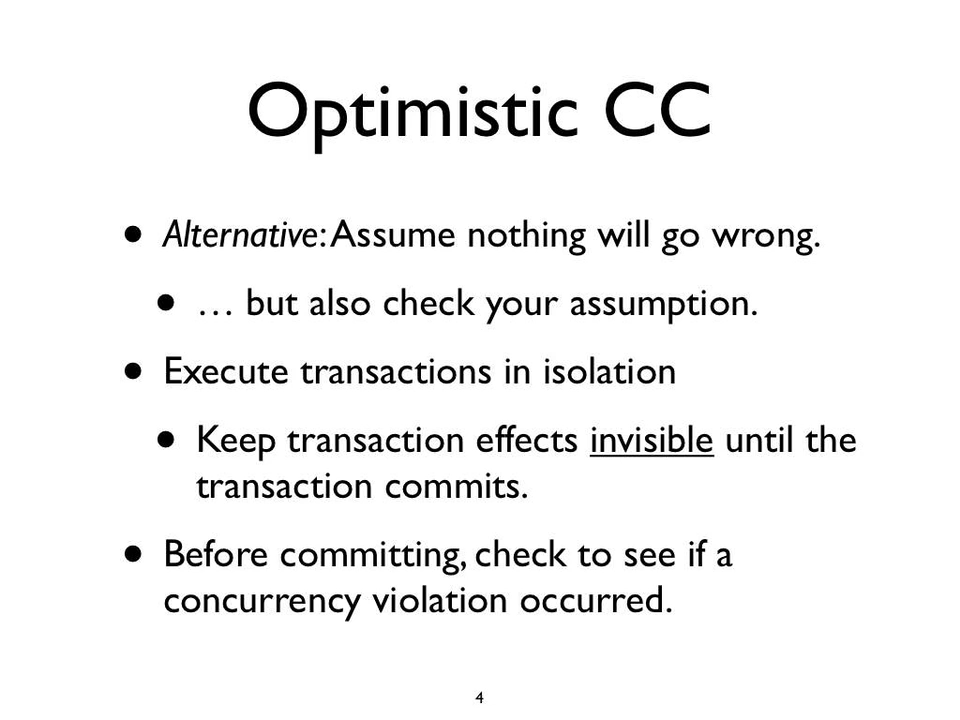 Optimistic CC
• Alternative: Assume nothing will go wrong.
• … but also check your assumption.
• Execute transactions in isolation
• Keep transaction effects invisible until the
transaction commits.
• Before committing, check to see if a
concurrency violation occurred.
4